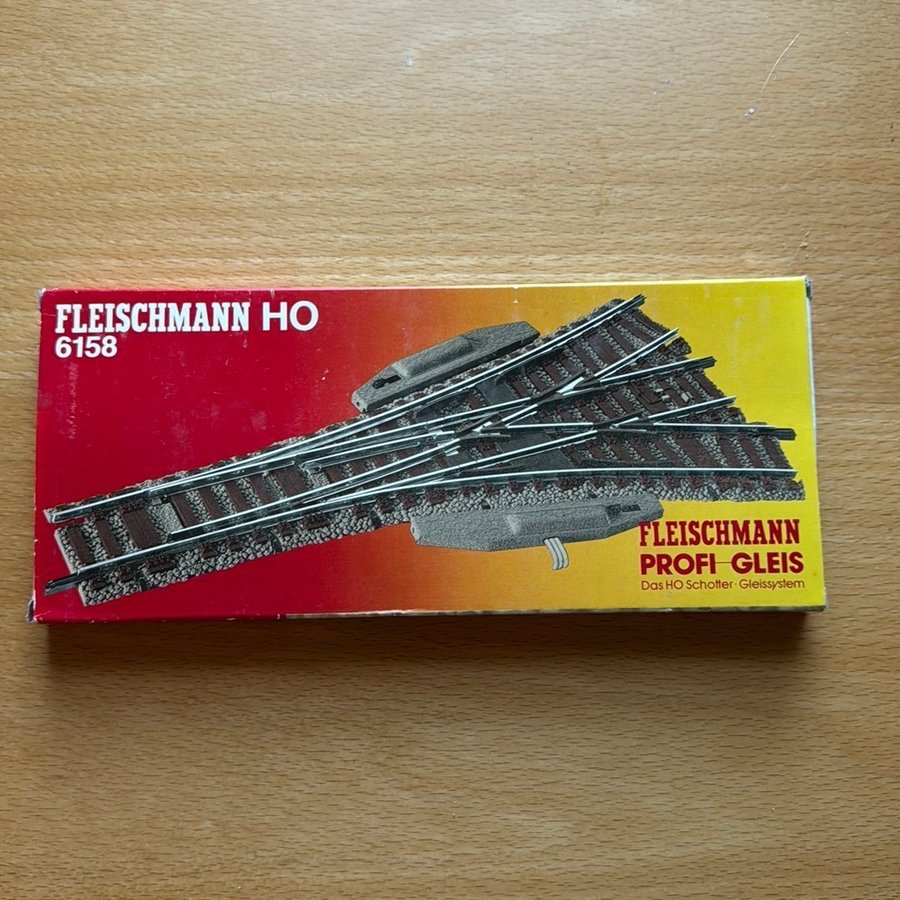 FLEISCHMANN HO
6158
FLEISCHMANN
PROFI-GLEIS
Das HO Schotter-Gleissystem